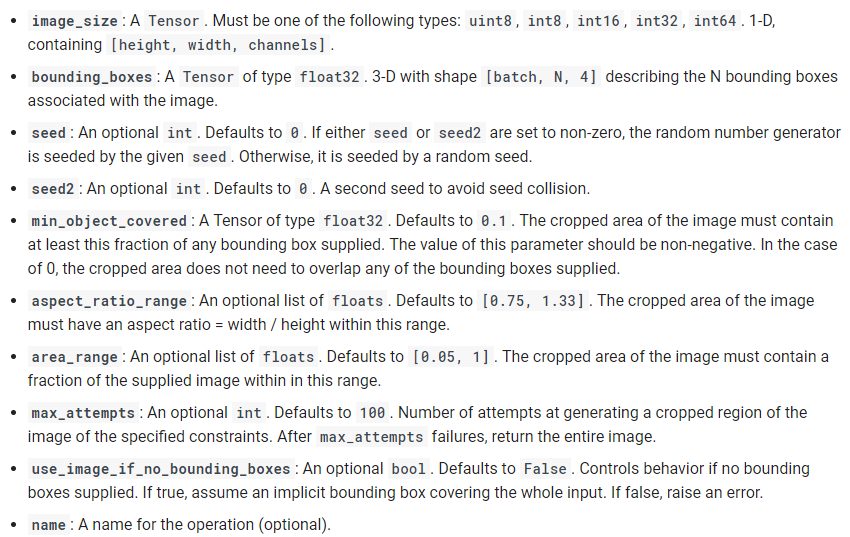 • image_size : A Tensor . Must be one of the following types: uint8 , int8 , int16 , int32 , int64 . 1-D,
containing [height, width, channels] .
• bounding_boxes : A Tensor of type float32 . 3-D with shape [batch, N, 4] describing the N bounding boxes
associated with the image.
• seed : An optional int . Defaults to 0 . If either seed or seed2 are set to non-zero, the random number generator
is seeded by the given seed . Otherwise, it is seeded by a random seed.
• seed2 : An optional int . Defaults to 0 . A second seed to avoid seed collision.
• min_object_covered : A Tensor of type float32 . Defaults to 0.1 . The cropped area of the image must contain
at least this fraction of any bounding box supplied. The value of this parameter should be non-negative. In the case
of 0, the cropped area does not need to overlap any of the bounding boxes supplied.
• aspect_ratio_range : An optional list of floats . Defaults to [0.75, 1.33] . The cropped area of the image
must have an aspect ratio = width / height within this range.
• area_range : An optional list of floats . Defaults to [0.05, 1] . The cropped area of the image must contain a
fraction of the supplied image within in this range.
• max_attempts : An optional int . Defaults to 100 . Number of attempts at generating a cropped region of the
image of the specified constraints. After max_attempts failures, return the entire image.
• use_image_if_no_bounding_boxes : An optional bool . Defaults to False . Controls behavior if no bounding
boxes supplied. If true, assume an implicit bounding box covering the whole input. If false, raise an error.
• name : A name for the operation (optional).